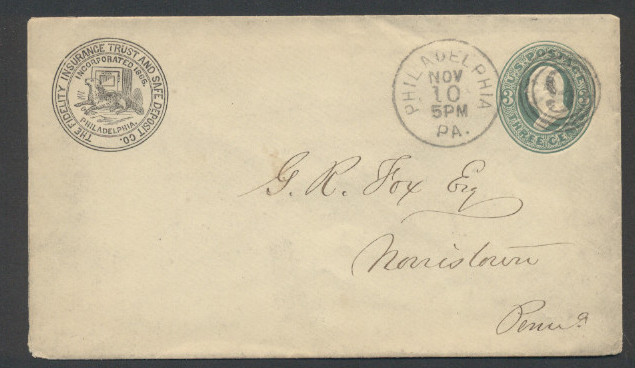 THE FIDELITY INSURANCE TRUST AND SAFE DEPOSIT CO.
INCORPORATED 1866.
PHILADELPHIA.
PHILADELPHIA
NOV
10
5PM
PA.
U.S. POSTAGE
THREE CENTS
G. R. Fox Esq
Norristown
Penna